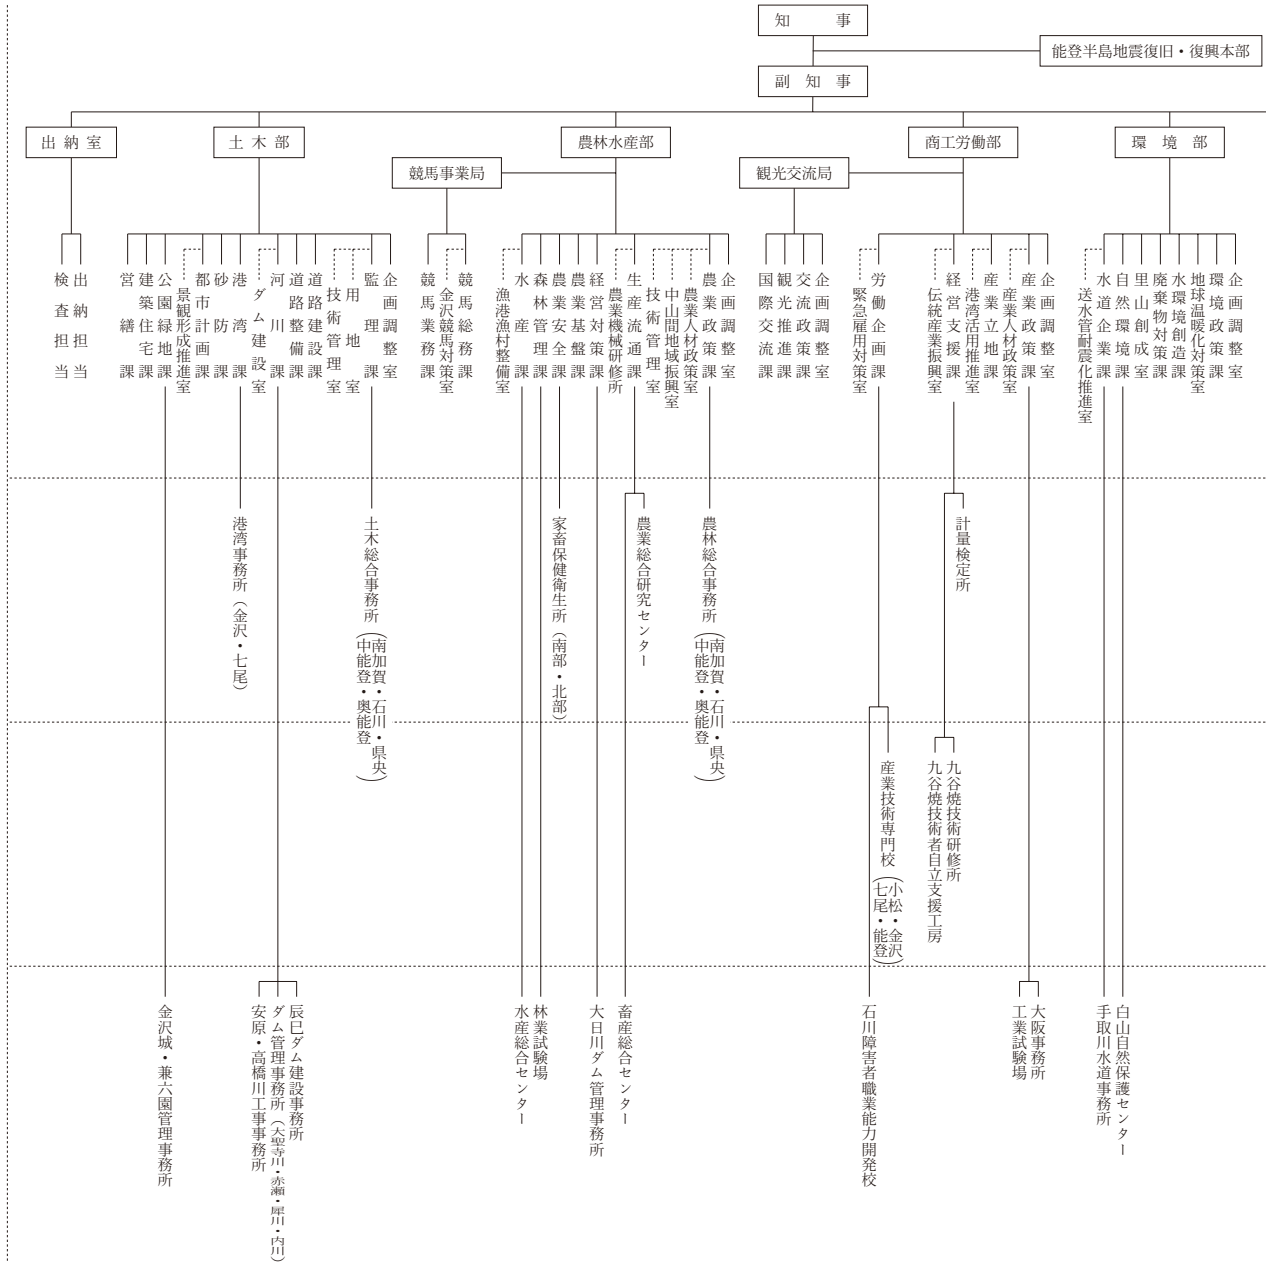 知事
能登半島地震復旧・復興本部
副知事
環境部
商工労働部
農林水産部
土木部
出納室
観光交流局
競馬事業局
企画調整室
環境政策課
地球温暖化対策室
水環境創造課
廃棄物対策課
里山創成室
自然環境課
水道企業課
送水管耐震化推進室
企画調整室
産業政策課
産業人材政策室
産業立地課
港湾活用推進室
経営支援課
伝統産業振興室
労働企画課
緊急雇用対策室
企画調整室
交流政策課
観光推進課
国際交流課
企画調整室
農業政策課
農業人材政策室
中山間地域振興室
技術管理室
生産流通課
農業機械研修所
経営対策課
農業基盤課
農業安全課
森林管理課
水産課
漁港漁村整備室
競馬総務課
金沢競馬対策室
競馬業務課
企画調整室
監理課
用地室
技術管理室
道路建設課
道路整備課
河川課
ダム建設室
港湾課
砂防課
都市計画課
景観形成推進室
公園緑地課
建築住宅課
営繕課
出納担当
検査担当
計量検定所
農林総合事務所(南加賀・石川・県央
中能登・奥能登)
農業総合研究センター
家畜保健衛生所(南部・北部)
土木総合事務所(南加賀・石川・県央
中能登・奥能登)
港湾事務所(金沢・七尾)
九谷焼技術研修所
九谷焼技術者自立支援工房
産業技術専門校(小松・金沢
七尾・能登)
白山自然保護センター
手取川水道事務所
大阪事務所
工業試験場
石川障害者職業能力開発校
畜産総合センター
大日川ダム管理事務所
林業試験場
水産総合センター
辰巳ダム建設事務所
ダム管理事務所(大聖寺川・赤瀬・犀川・内川)
安原・高橋川工事事務所
金沢城・兼六園管理事務所